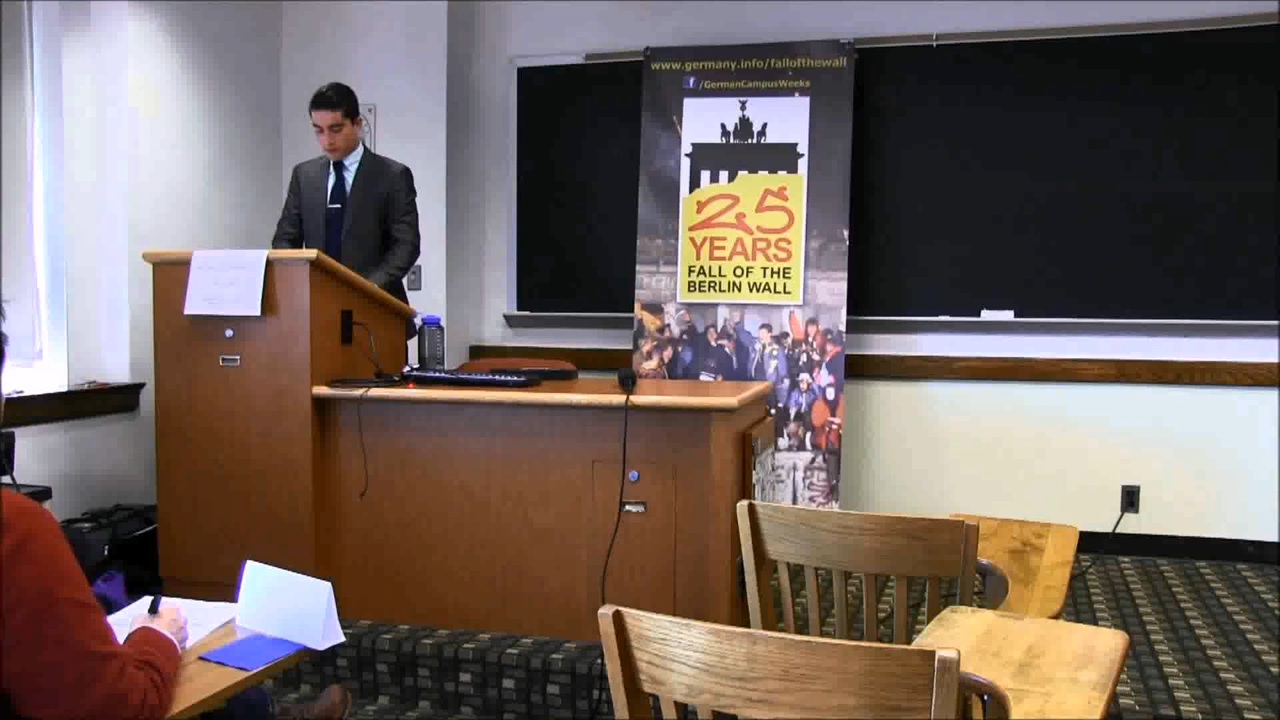 www.germany.info/fallofthewall
f /GermanCampusWeeks
25
YEARS
FALL OF THE
BERLIN WALL